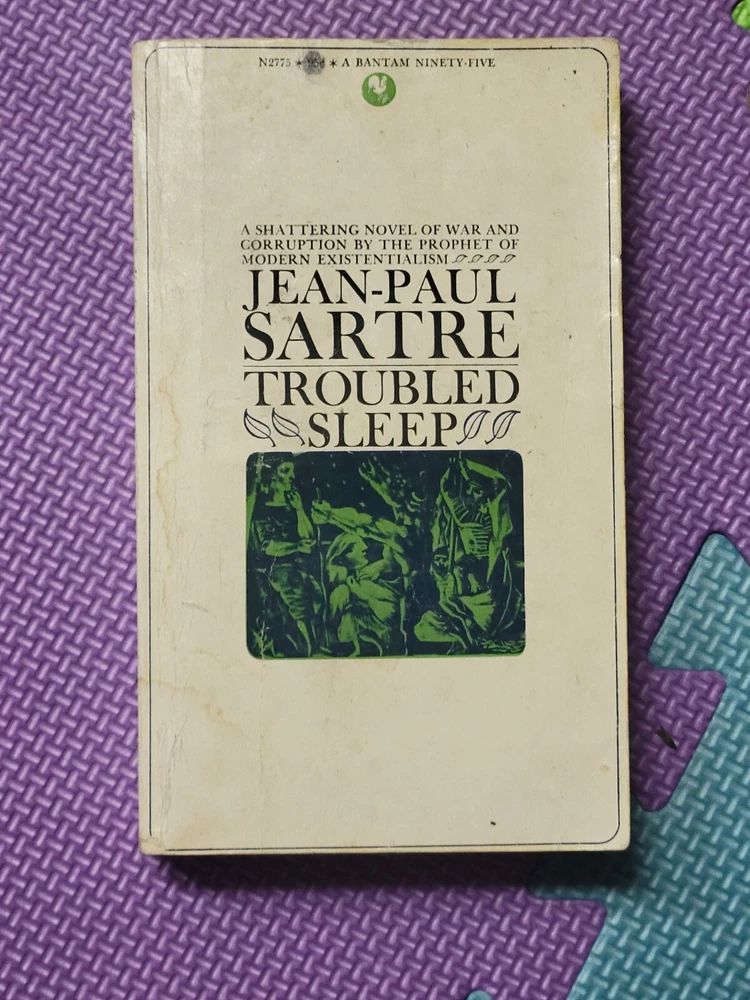 N2775 * 95¢ * A BANTAM NINETY-FIVE
A SHATTERING NOVEL OF WAR AND
CORRUPTION BY THE PROPHET OF
MODERN EXISTENTIALISM
JEAN-PAUL
SARTRE
TROUBLED
SLEEP